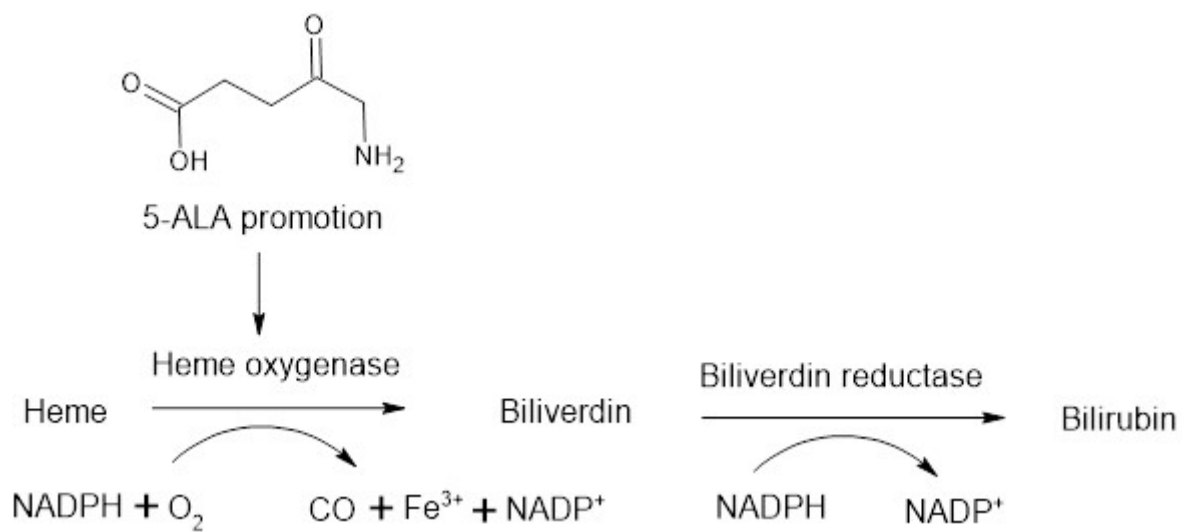 O
O
OH
NH₂
5-ALA promotion
Heme oxygenase
Biliverdin reductase
Heme
Biliverdin
Bilirubin
NADPH + O₂
CO + Fe³⁺ + NADP⁺
NADPH
NADP⁺